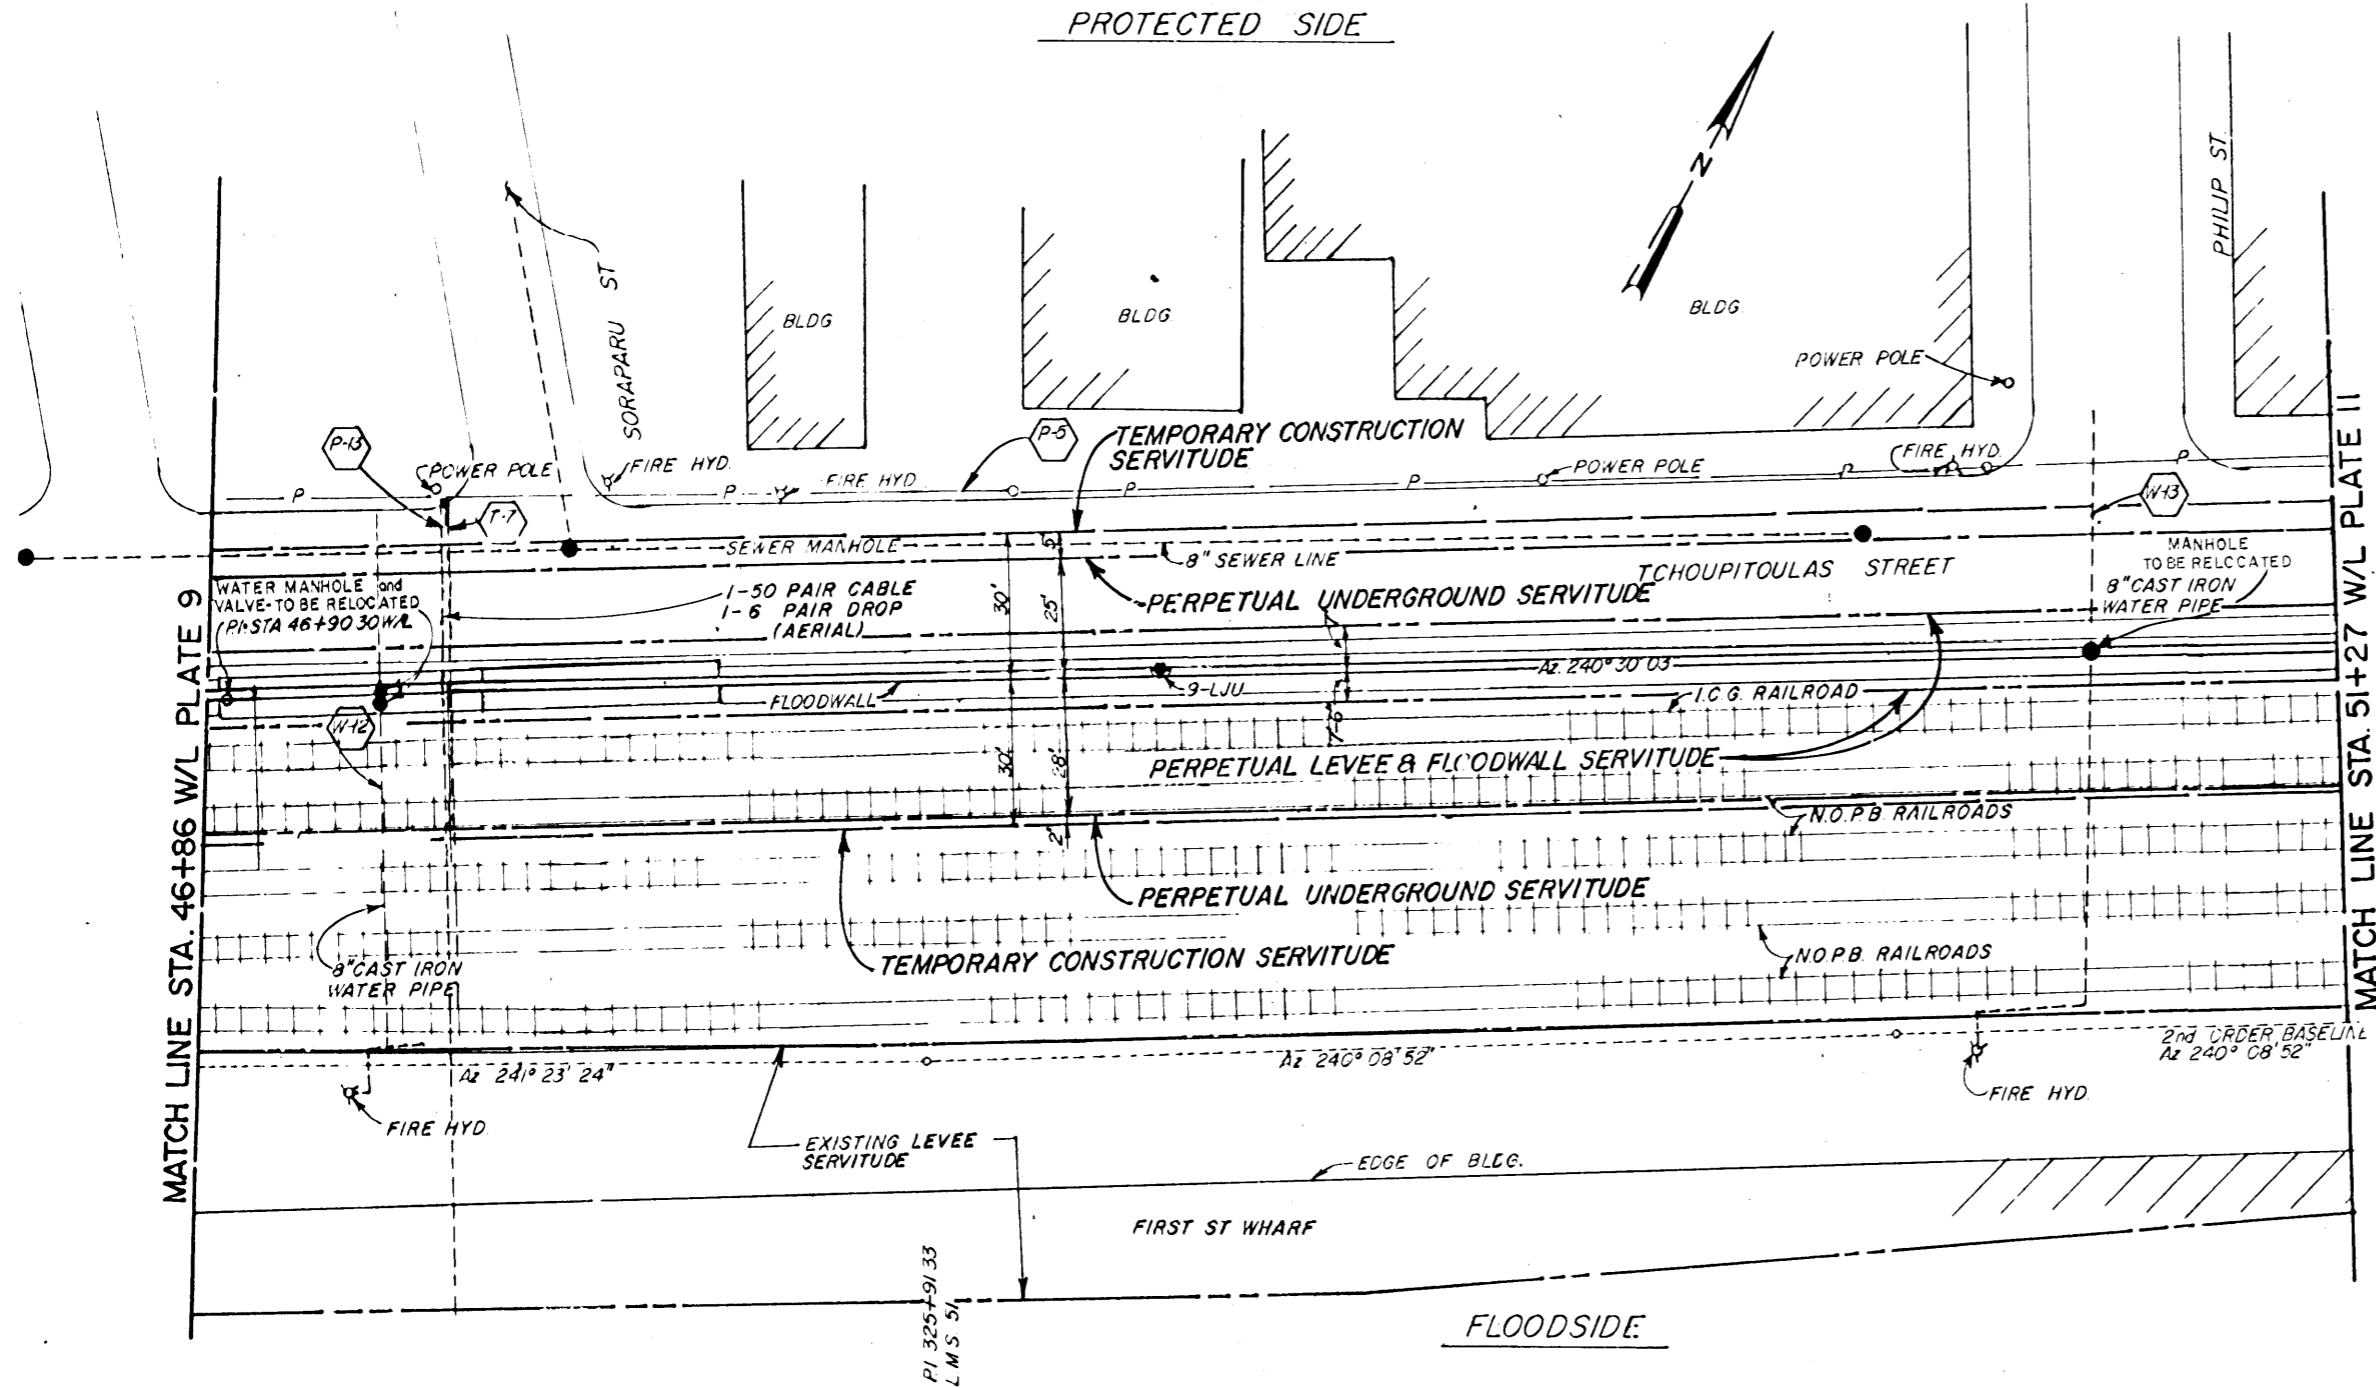 PROTECTED SIDE
PHILIP ST.
N
SORAPARU ST
BLDG
BLDG
BLDG
POWER POLE
P-13
P-5
TEMPORARY CONSTRUCTION
SERVITUDE
POWER POLE
FIRE HYD.
FIRE HYD
POWER POLE
FIRE HYD.
P
P
P
P
P
T-7
W-13
SEWER MANHOLE
5'
8" SEWER LINE
TCHOUPITOULAS STREET
MANHOLE
TO BE RELOCATED
8" CAST IRON
WATER PIPE
WATER MANHOLE and
VALVE-TO BE RELOCATED
P.I. STA 46+90 30 W/L
1-50 PAIR CABLE
1-6 PAIR DROP
(AERIAL)
30'
25'
PERPETUAL UNDERGROUND SERVITUDE
Az. 240° 30' 03
9-LJU
FLOODWALL
I.C.G. RAILROAD
W-12
30'
28'
7'-6"
PERPETUAL LEVEE & FLOODWALL SERVITUDE
N.O.P.B. RAILROADS
2'
PERPETUAL UNDERGROUND SERVITUDE
8" CAST IRON
WATER PIPE
TEMPORARY CONSTRUCTION SERVITUDE
N.O.P.B. RAILROADS
2nd ORDER BASELINE
Az 240° 08' 52"
Az 241° 23' 24"
Az. 240° 08' 52"
FIRE HYD.
FIRE HYD.
EXISTING LEVEE
SERVITUDE
EDGE OF BLDG.
FIRST ST WHARF
P.I 325+91 33
L.M.S. 51
FLOODSIDE
MATCH LINE STA. 46+86 W/L PLATE 9
MATCH LINE STA. 51+27 W/L PLATE 11